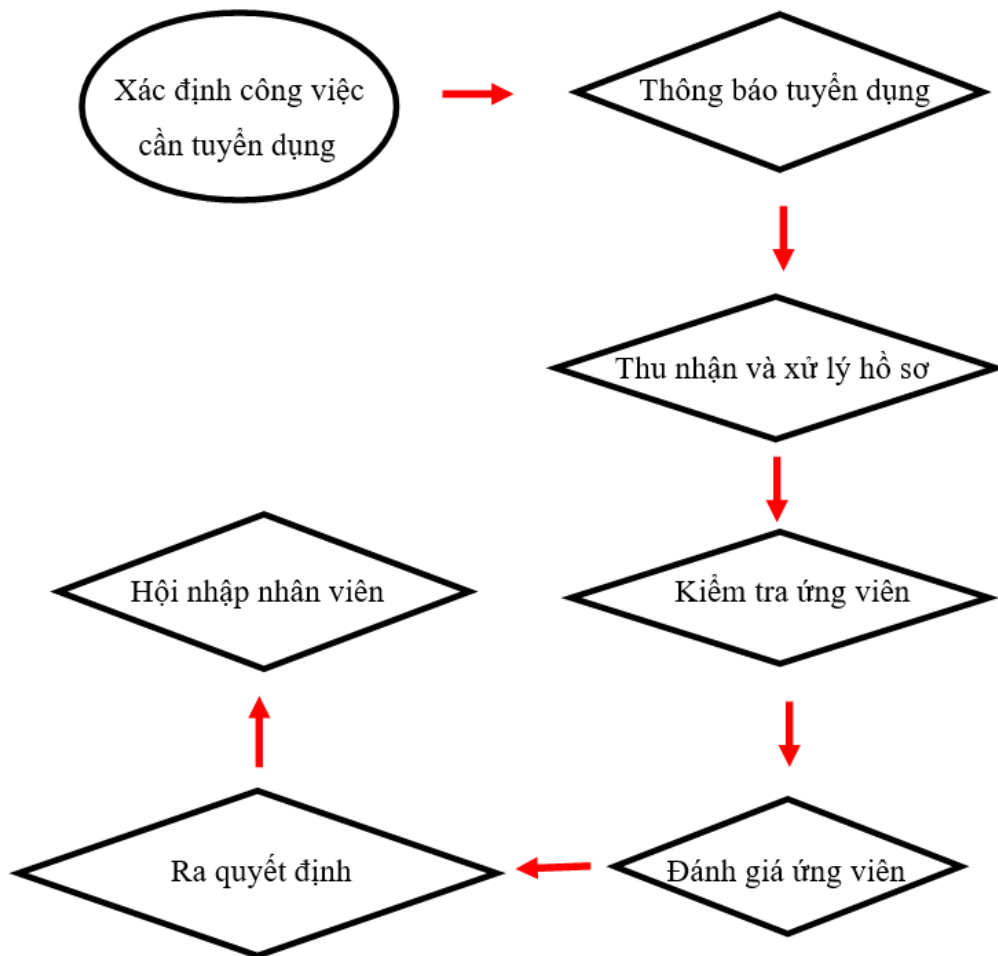 Xác định công việc
cần tuyển dụng
Thông báo tuyển dụng
Thu nhận và xử lý hồ sơ
Kiểm tra ứng viên
Đánh giá ứng viên
Ra quyết định
Hội nhập nhân viên